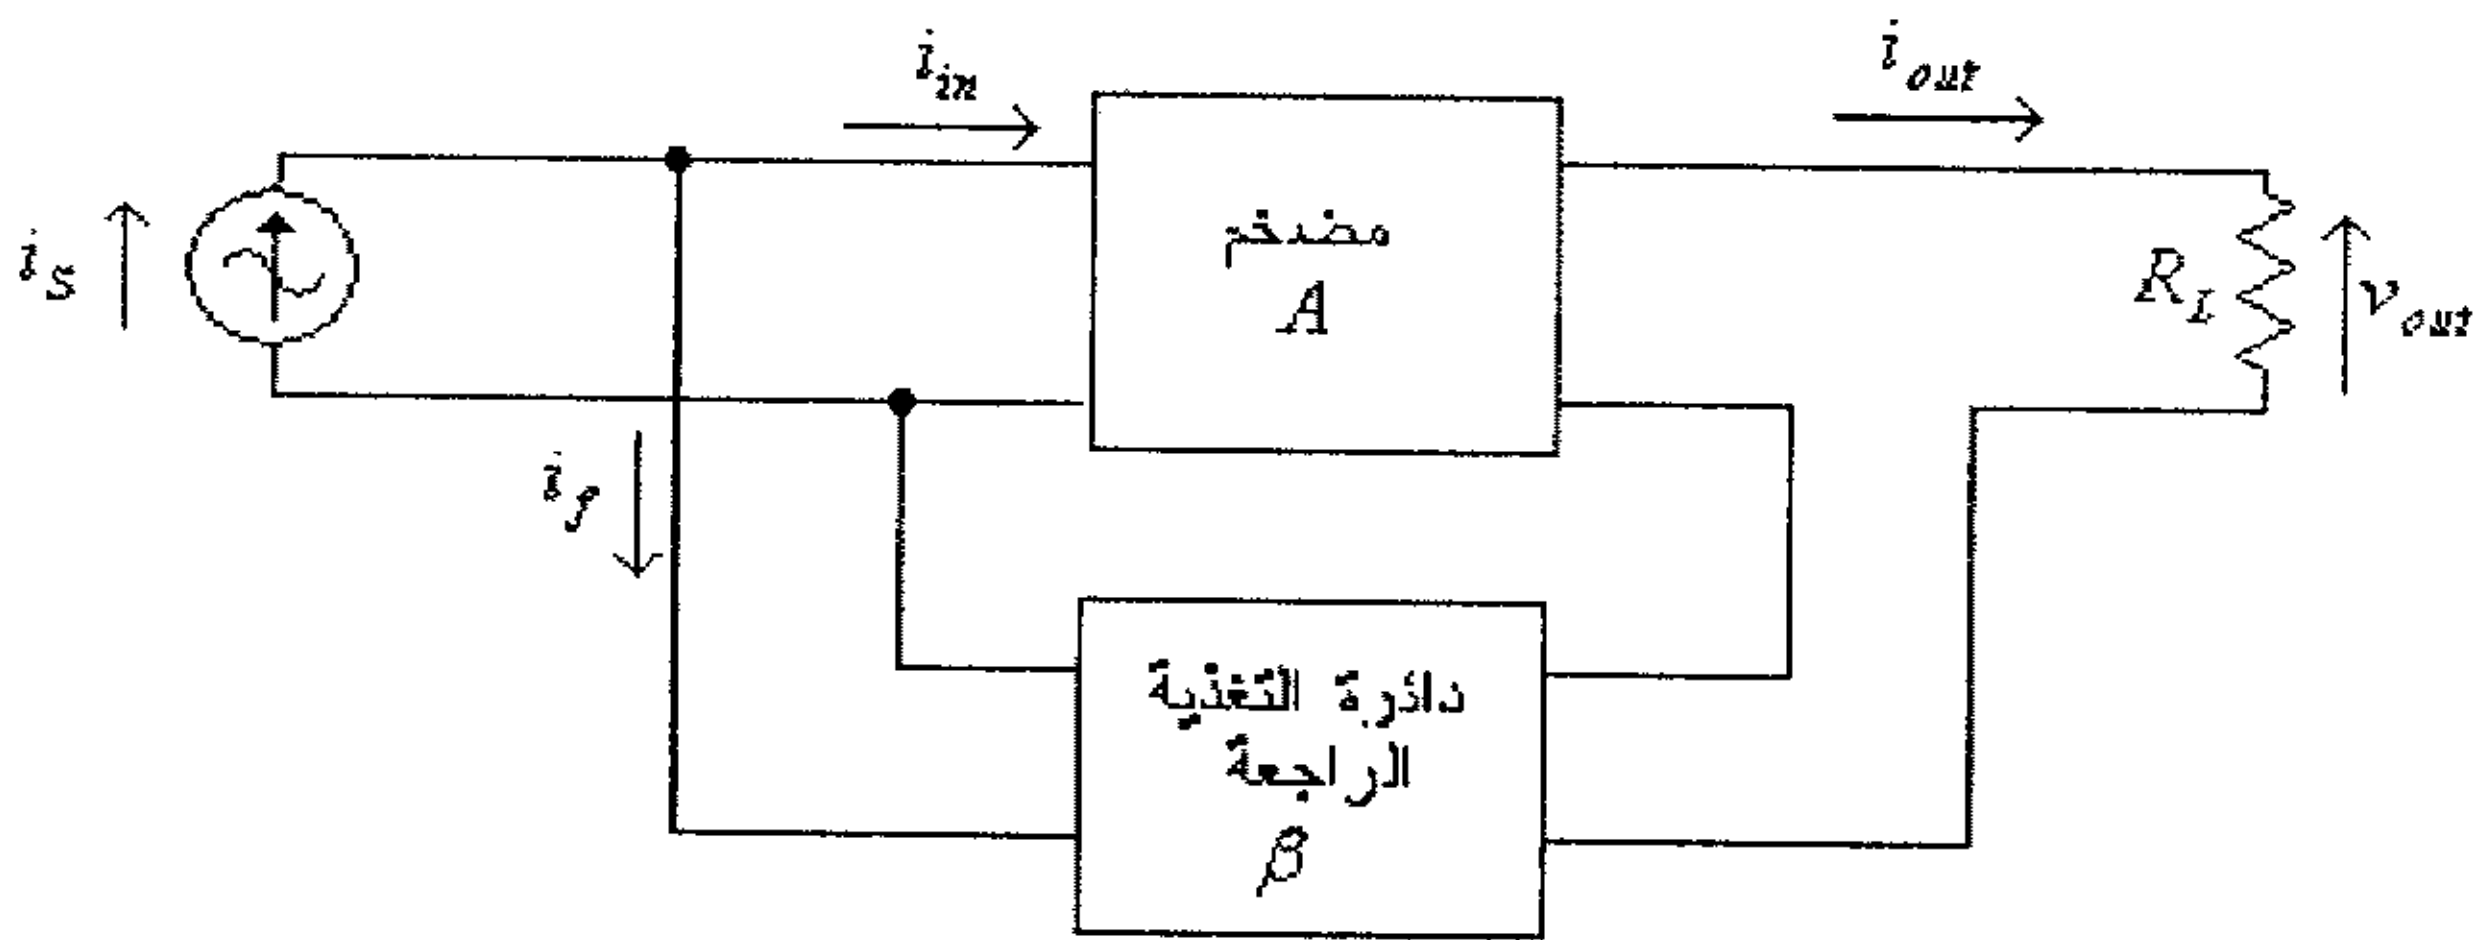 i_in
i_out
i_s
مضخم
A
R_L
v_out
i_f
دائرة التغذية
الراجعة
β